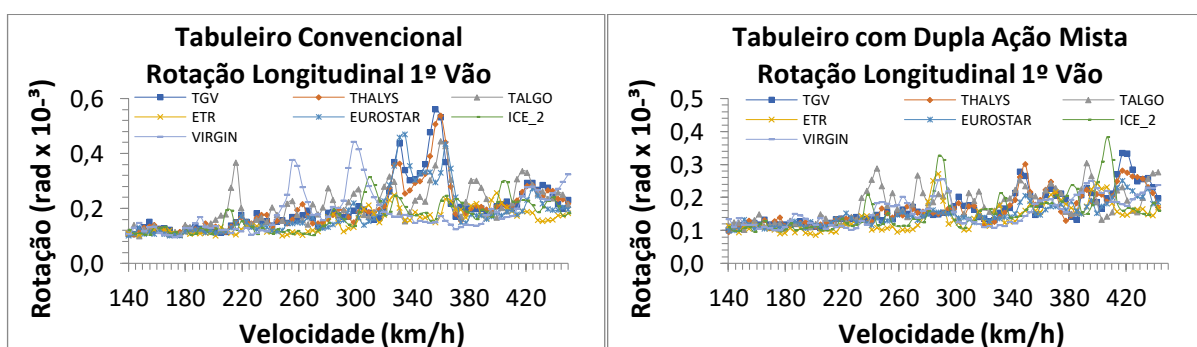 Tabuleiro Convencional
Rotação Longitudinal 1º Vão
TGV THALYS TALGO
ETR EUROSTAR ICE_2
VIRGIN
Rotação (rad x 10-³)
0,6
0,4
0,2
0,0
140 180 220 260 300 340 380 420
Velocidade (km/h)
Tabuleiro com Dupla Ação Mista
Rotação Longitudinal 1º Vão
TGV THALYS TALGO
ETR EUROSTAR ICE_2
VIRGIN
Rotação (rad x 10-³)
0,5
0,4
0,3
0,2
0,1
0,0
140 180 220 260 300 340 380 420
Velocidade (km/h)